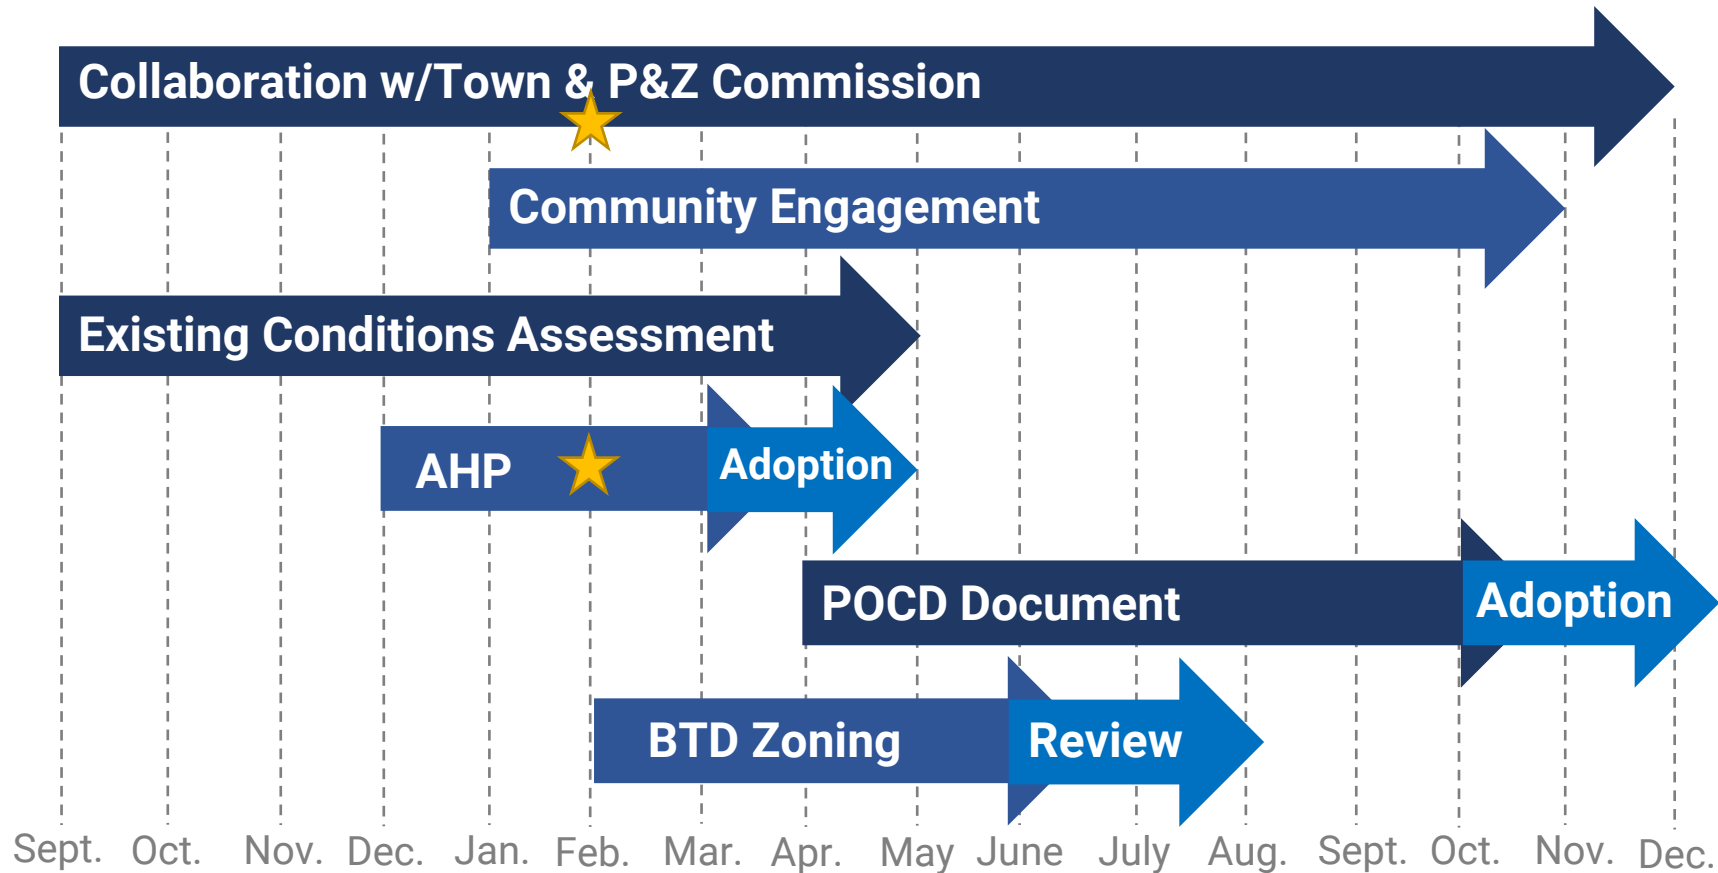 Collaboration w/Town & P&Z Commission
Community Engagement
Existing Conditions Assessment
AHP
Adoption
POCD Document
Adoption
BTD Zoning
Review
Sept. Oct. Nov. Dec. Jan. Feb. Mar. Apr. May June July Aug. Sept. Oct. Nov. Dec.